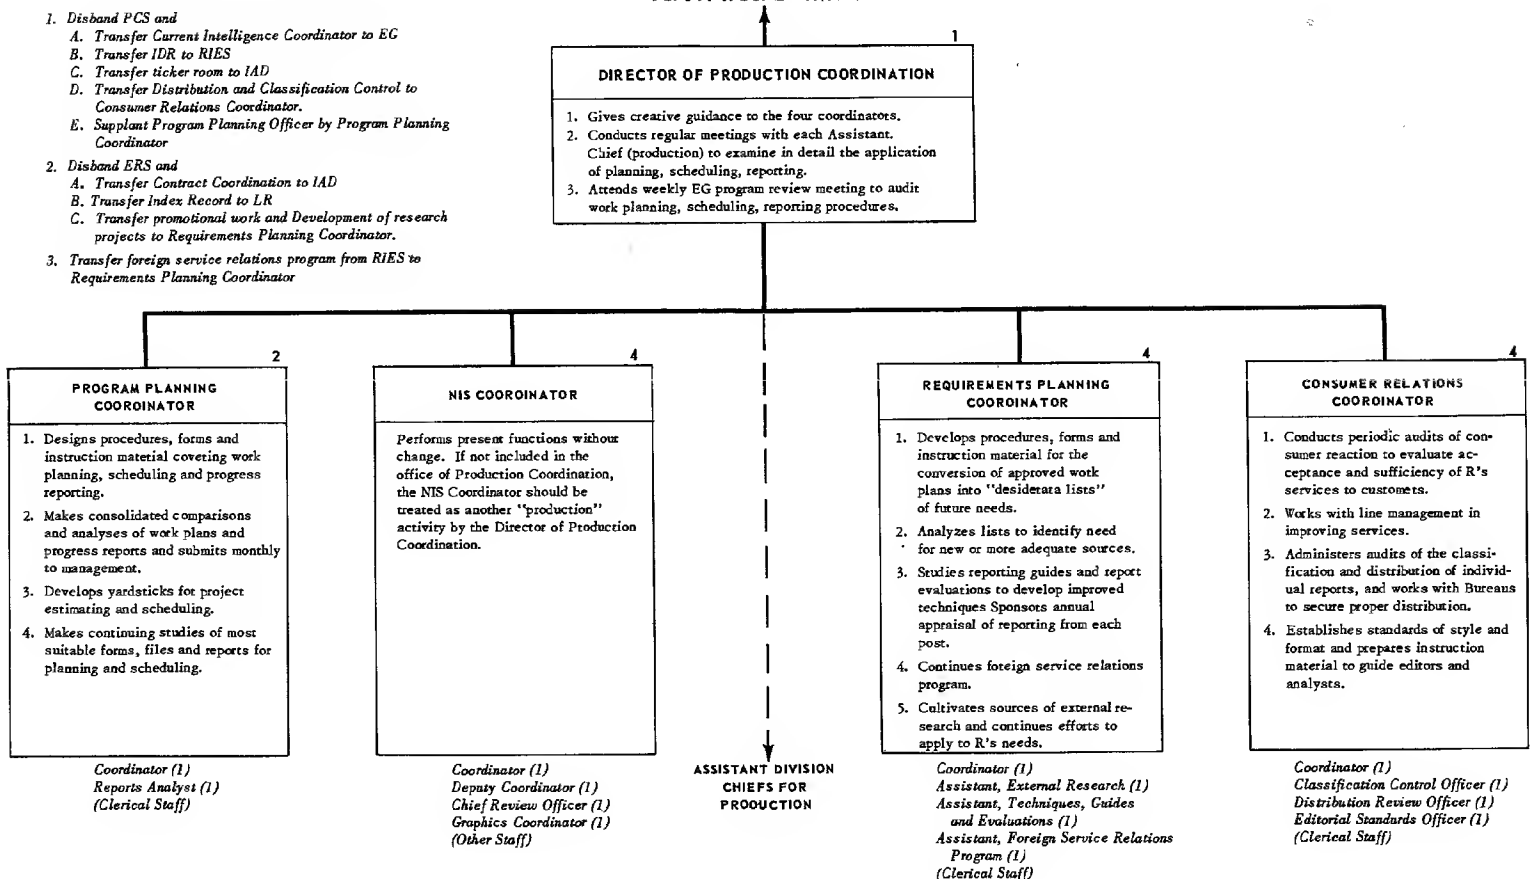 1. Disband PCS and
A. Transfer Current Intelligence Coordinator to EG
B. Transfer IDR to RIES
C. Transfer ticker room to IAD
D. Transfer Distribution and Classification Control to
Consumer Relations Coordinator.
E. Supplant Program Planning Officer by Program Planning
Coordinator
2. Disband ERS and
A. Transfer Contract Coordination to IAD
B. Transfer Index Record to LR
C. Transfer promotional work and Development of research
projects to Requirements Planning Coordinator.
3. Transfer foreign service relations program from RIES to
Requirements Planning Coordinator
1
DIRECTOR OF PRODUCTION COORDINATION
1. Gives creative guidance to the four coordinators.
2. Conducts regular meetings with each Assistant.
Chief (production) to examine in detail the application
of planning, scheduling, reporting.
3. Attends weekly EG program review meeting to audit
work planning, scheduling, reporting procedures.
2
PROGRAM PLANNING
COORDINATOR
1. Designs procedures, forms and
instruction material covering work
planning, scheduling and progress
reporting.
2. Makes consolidated comparisons
and analyses of work plans and
progress reports and submits monthly
to management.
3. Develops yardsticks for project
estimating and scheduling.
4. Makes continuing studies of most
suitable forms, files and reports for
planning and scheduling.
Coordinator (1)
Reports Analyst (1)
(Clerical Staff)
4
NIS COORDINATOR
Performs present functions without
change. If not included in the
office of Production Coordination,
the NIS Coordinator should be
treated as another "production"
activity by the Director of Production
Coordination.
Coordinator (1)
Deputy Coordinator (1)
Chief Review Officer (1)
Graphics Coordinator (1)
(Other Staff)
ASSISTANT DIVISION
CHIEFS FOR
PRODUCTION
4
REQUIREMENTS PLANNING
COORDINATOR
1. Develops procedures, forms and
instruction material for the
conversion of approved work
plans into "desiderata lists"
of future needs.
2. Analyzes lists to identify need
for new or more adequate sources.
3. Studies reporting guides and report
evaluations to develop improved
techniques Sponsors annual
appraisal of reporting from each
post.
4. Continues foreign service relations
program.
5. Cultivates sources of external re-
search and continues efforts to
apply to R's needs.
Coordinator (1)
Assistant, External Research (1)
Assistant, Techniques, Guides
and Evaluations (1)
Assistant, Foreign Service Relations
Program (1)
(Clerical Staff)
4
CONSUMER RELATIONS
COORDINATOR
1. Conducts periodic audits of con-
sumer reaction to evaluate ac-
ceptance and sufficiency of R's
services to customers.
2. Works with line management in
improving services.
3. Administers audits of the classi-
fication and distribution of individ-
ual reports, and works with Bureaus
to secure proper distribution.
4. Establishes standards of style and
format and prepares instruction
material to guide editors and
analysts.
Coordinator (1)
Classification Control Officer (1)
Distribution Review Officer (1)
Editorial Standards Officer (1)
(Clerical Staff)